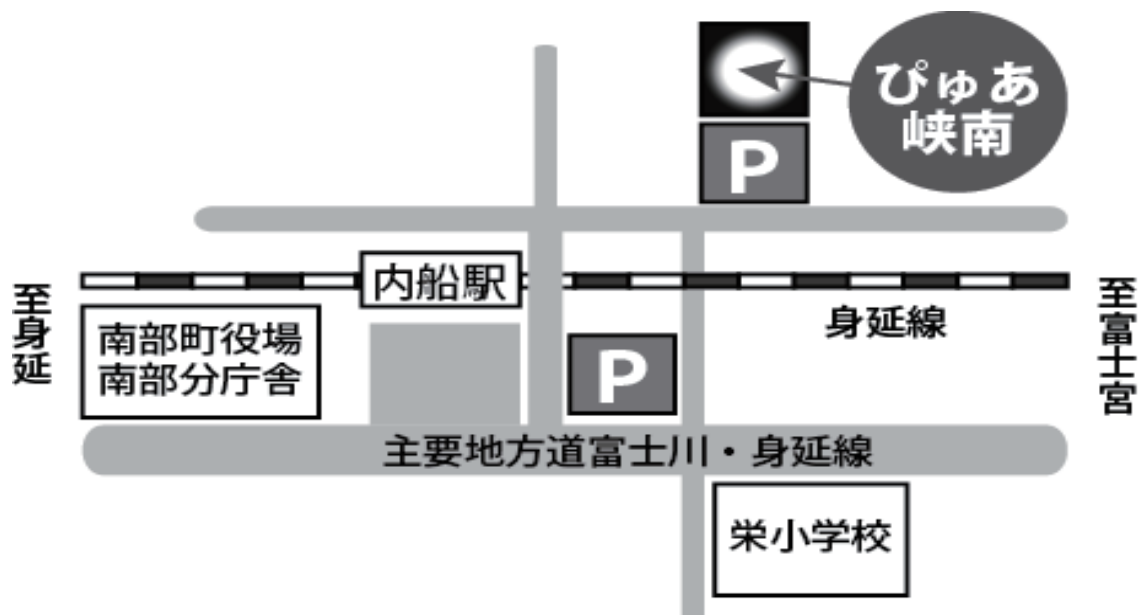 ぴゅあ
峡南
P
内船駅
至身延
南部町役場
南部分庁舎
P
身延線
至富士宮
主要地方道富士川・身延線
栄小学校